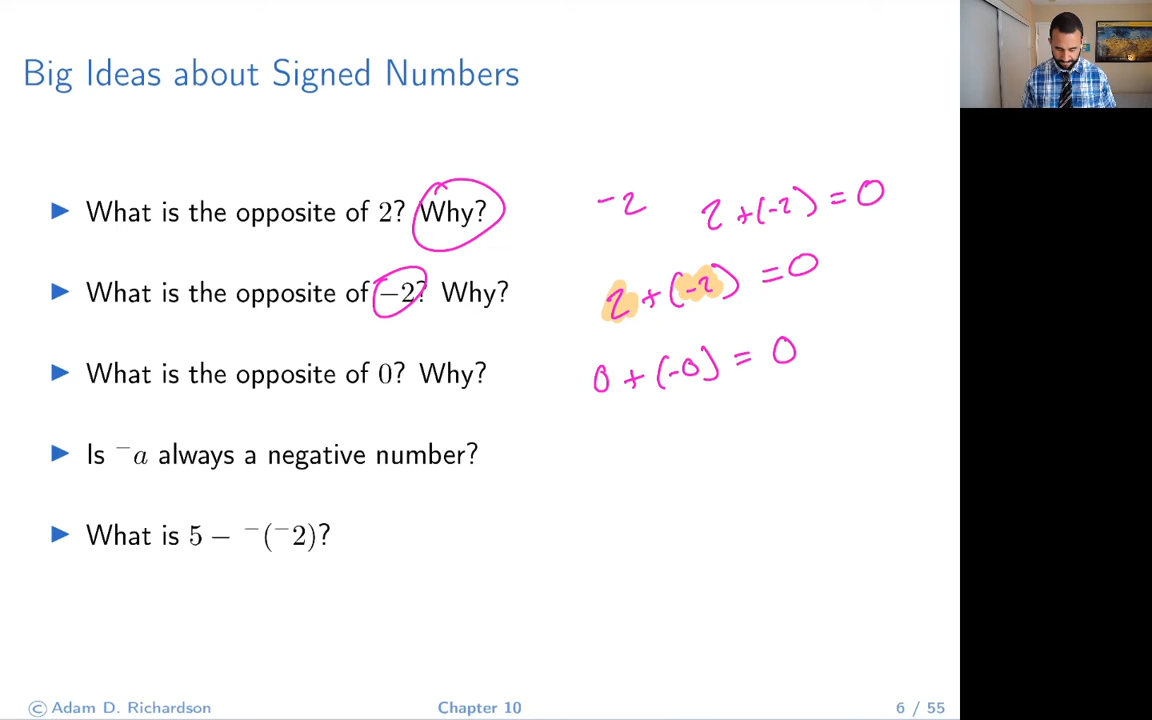 Big Ideas about Signed Numbers
▶ What is the opposite of 2? Why? ⁻2 2 + (-2) = 0
▶ What is the opposite of −2? Why? 2 + (-2) = 0
▶ What is the opposite of 0? Why? 0 + (-0) = 0
▶ Is ⁻a always a negative number?
▶ What is 5 − ⁻(⁻2)?
© Adam D. Richardson Chapter 10 6 / 55